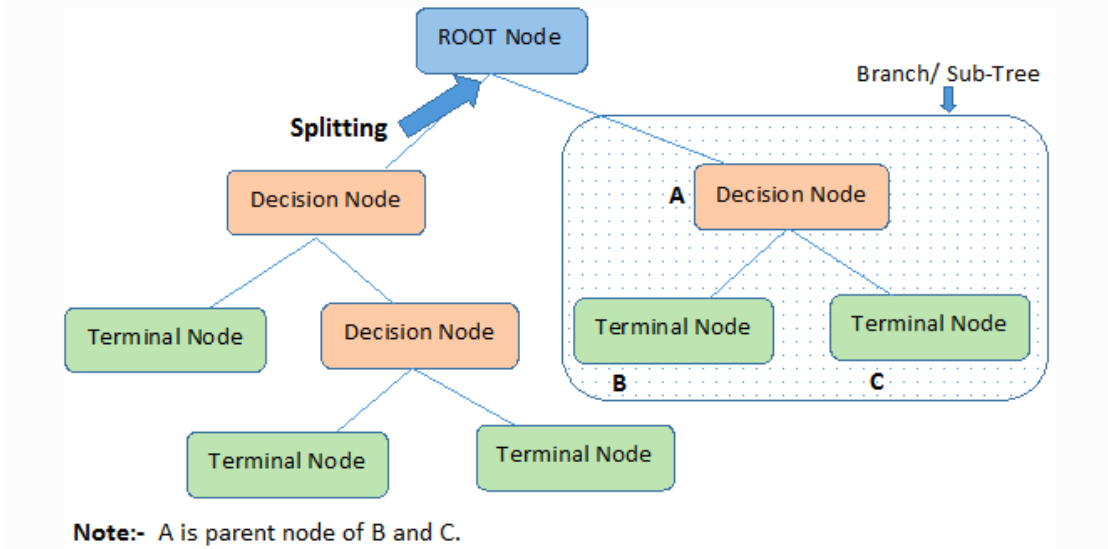 ROOT Node
Branch/ Sub-Tree
Splitting
Decision Node
A
Decision Node
Terminal Node
Decision Node
Terminal Node
Terminal Node
B
C
Terminal Node
Terminal Node
Note:- A is parent node of B and C.